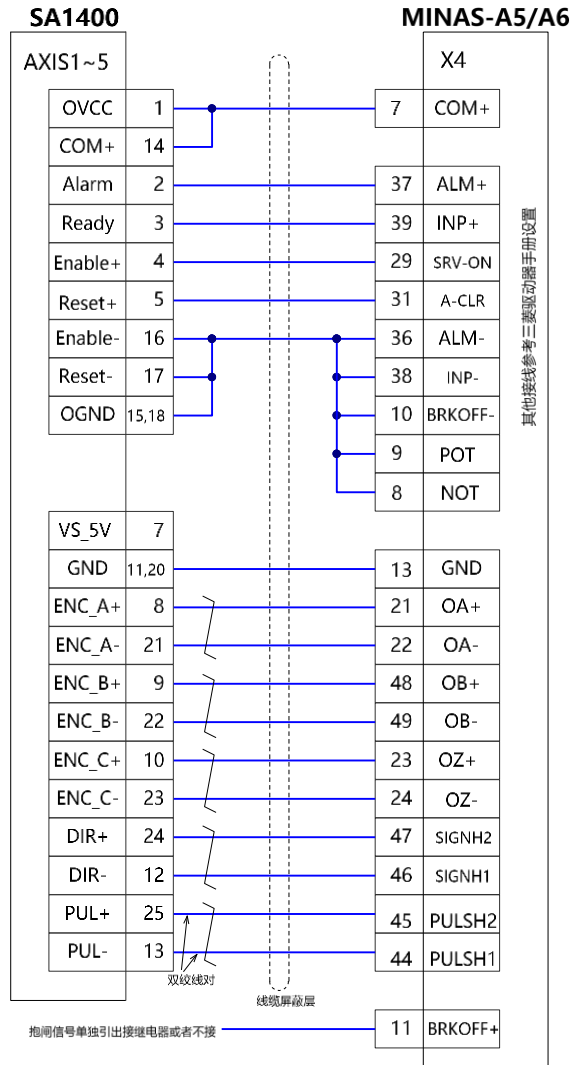 SA1400 MINAS-A5/A6
AXIS1~5 X4
OVCC 1 7 COM+
COM+ 14
Alarm 2 37 ALM+
Ready 3 39 INP+
Enable+ 4 29 SRV-ON
Reset+ 5 31 A-CLR
Enable- 16 36 ALM-
Reset- 17 38 INP-
OGND 15,18 10 BRKOFF-
9 POT
8 NOT
VS_5V 7
GND 11,20 13 GND
ENC_A+ 8 21 OA+
ENC_A- 21 22 OA-
ENC_B+ 9 48 OB+
ENC_B- 22 49 OB-
ENC_C+ 10 23 OZ+
ENC_C- 23 24 OZ-
DIR+ 24 47 SIGNH2
DIR- 12 46 SIGNH1
PUL+ 25 45 PULSH2
PUL- 13 44 PULSH1
双绞线对
线缆屏蔽层
抱闸信号单独引出接继电器或者不接 11 BRKOFF+
其他接线参考三菱驱动器手册设置